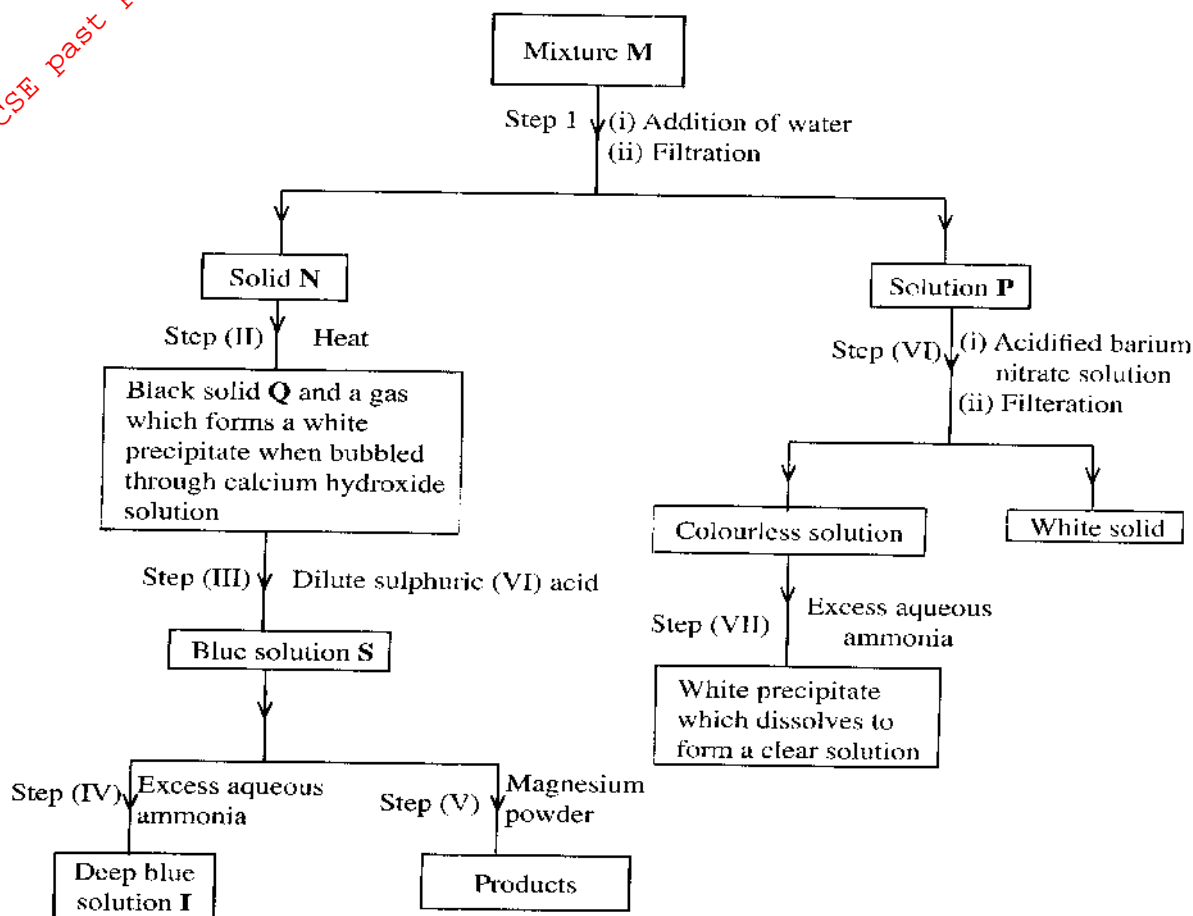 CSE past
Mixture M
Step 1 (i) Addition of water
(ii) Filtration
Solid N
Solution P
Step (II) Heat
Step (VI) (i) Acidified barium
nitrate solution
(ii) Filteration
Black solid Q and a gas
which forms a white
precipitate when bubbled
through calcium hydroxide
solution
Colourless solution
White solid
Step (III) Dilute sulphuric (VI) acid
Step (VII) Excess aqueous
ammonia
Blue solution S
White precipitate
which dissolves to
form a clear solution
Step (IV) Excess aqueous
ammonia
Step (V) Magnesium
powder
Deep blue
solution I
Products